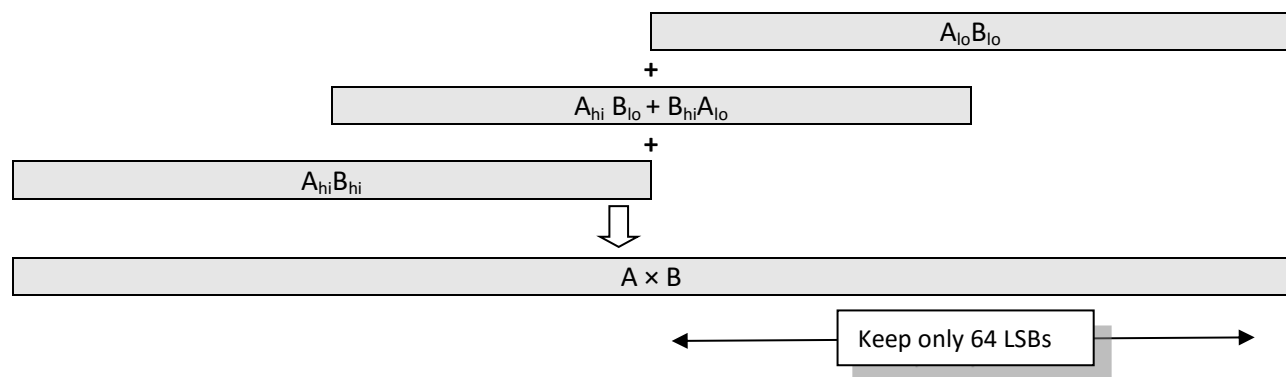 AloBlo
+
Ahi Blo + BhiAlo
+
AhiBhi
A × B
Keep only 64 LSBs